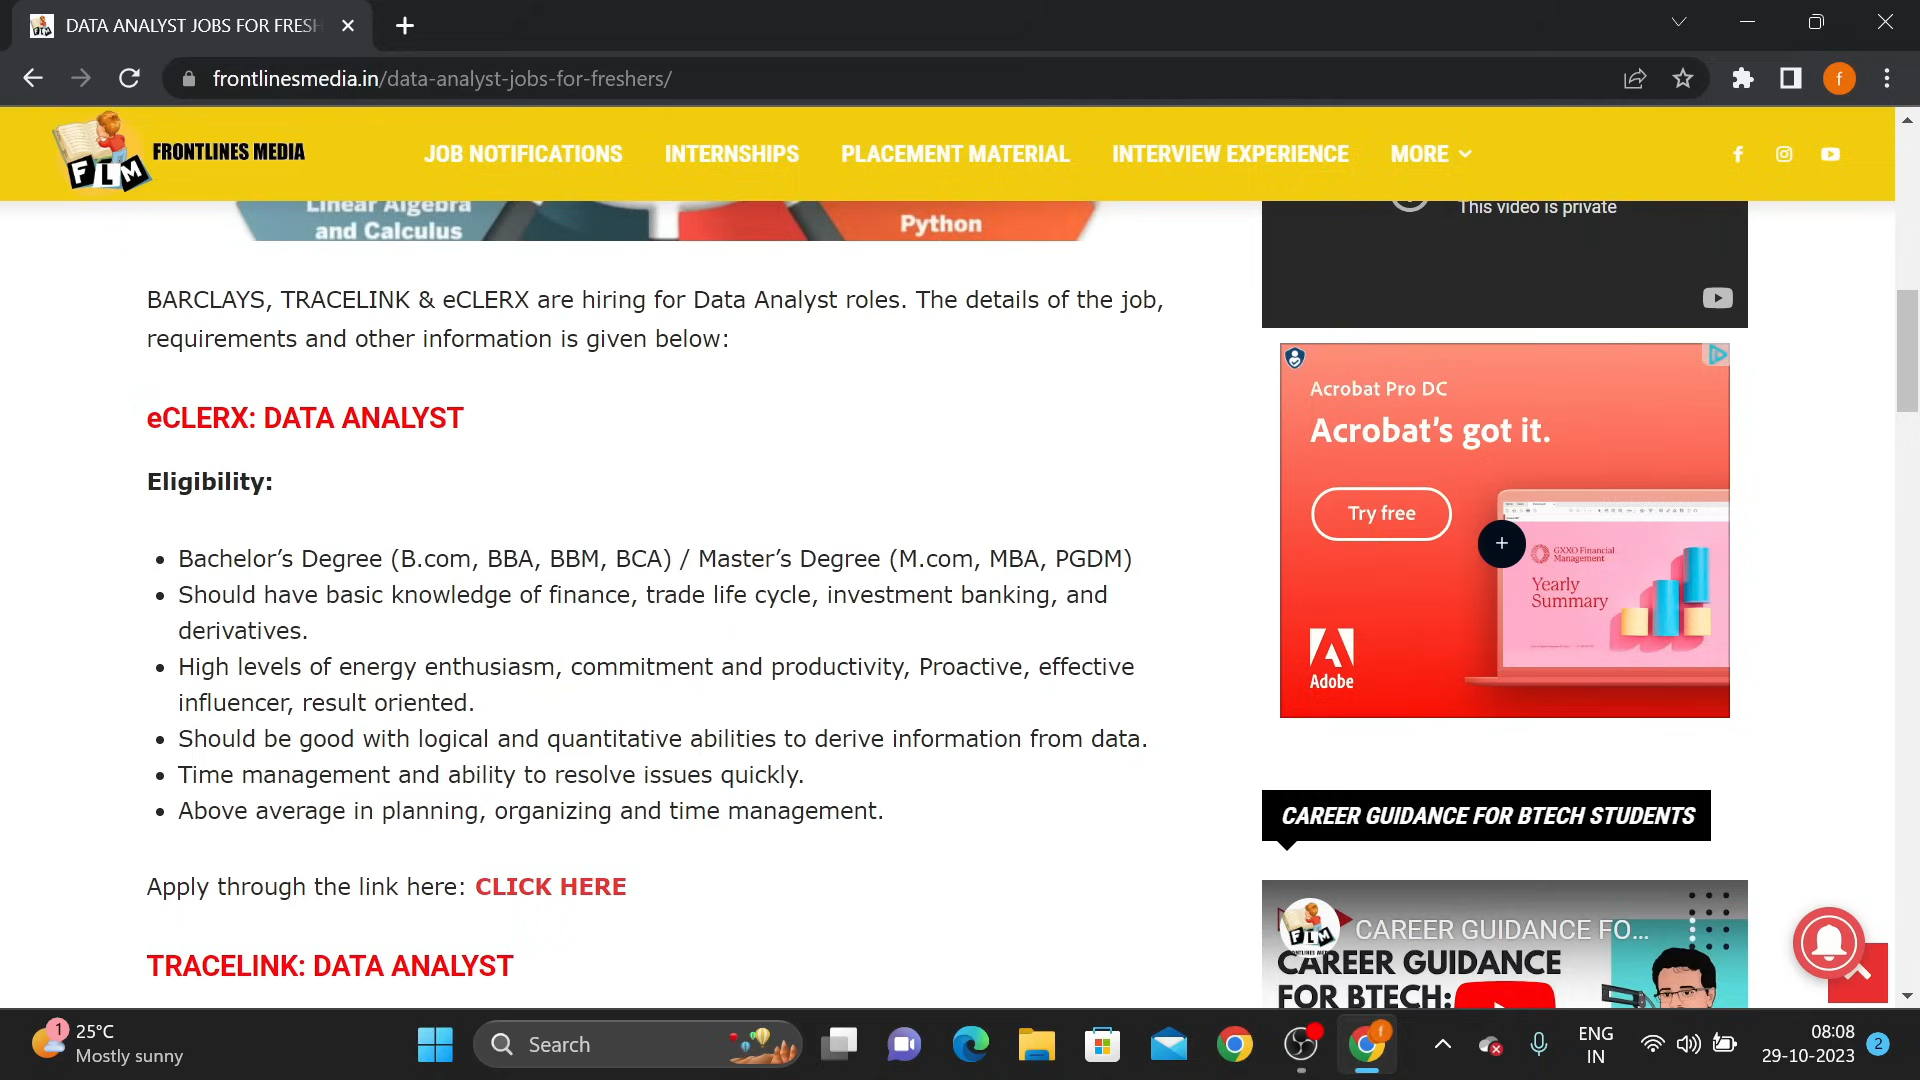 DATA ANALYST JOBS FOR FRESH
frontlinesmedia.in/data-analyst-jobs-for-freshers/
f
FLM
FRONTLINES MEDIA
JOB NOTIFICATIONS
INTERNSHIPS
PLACEMENT MATERIAL
INTERVIEW EXPERIENCE
MORE
Linear Algebra
and Calculus
Python
This video is private
BARCLAYS, TRACELINK & eCLERX are hiring for Data Analyst roles. The details of the job,
requirements and other information is given below:
eCLERX: DATA ANALYST
Eligibility:
• Bachelor’s Degree (B.com, BBA, BBM, BCA) / Master’s Degree (M.com, MBA, PGDM)
• Should have basic knowledge of finance, trade life cycle, investment banking, and
derivatives.
• High levels of energy enthusiasm, commitment and productivity, Proactive, effective
influencer, result oriented.
• Should be good with logical and quantitative abilities to derive information from data.
• Time management and ability to resolve issues quickly.
• Above average in planning, organizing and time management.
Apply through the link here: CLICK HERE
TRACELINK: DATA ANALYST
Acrobat Pro DC
Acrobat’s got it.
Try free
GXXO Financial
Management
Yearly
Summary
Adobe
CAREER GUIDANCE FOR BTECH STUDENTS
FLM
CAREER GUIDANCE FO...
CAREER GUIDANCE
FOR BTECH:
1
25°C
Mostly sunny
Search
ENG
IN
08:08
29-10-2023
2